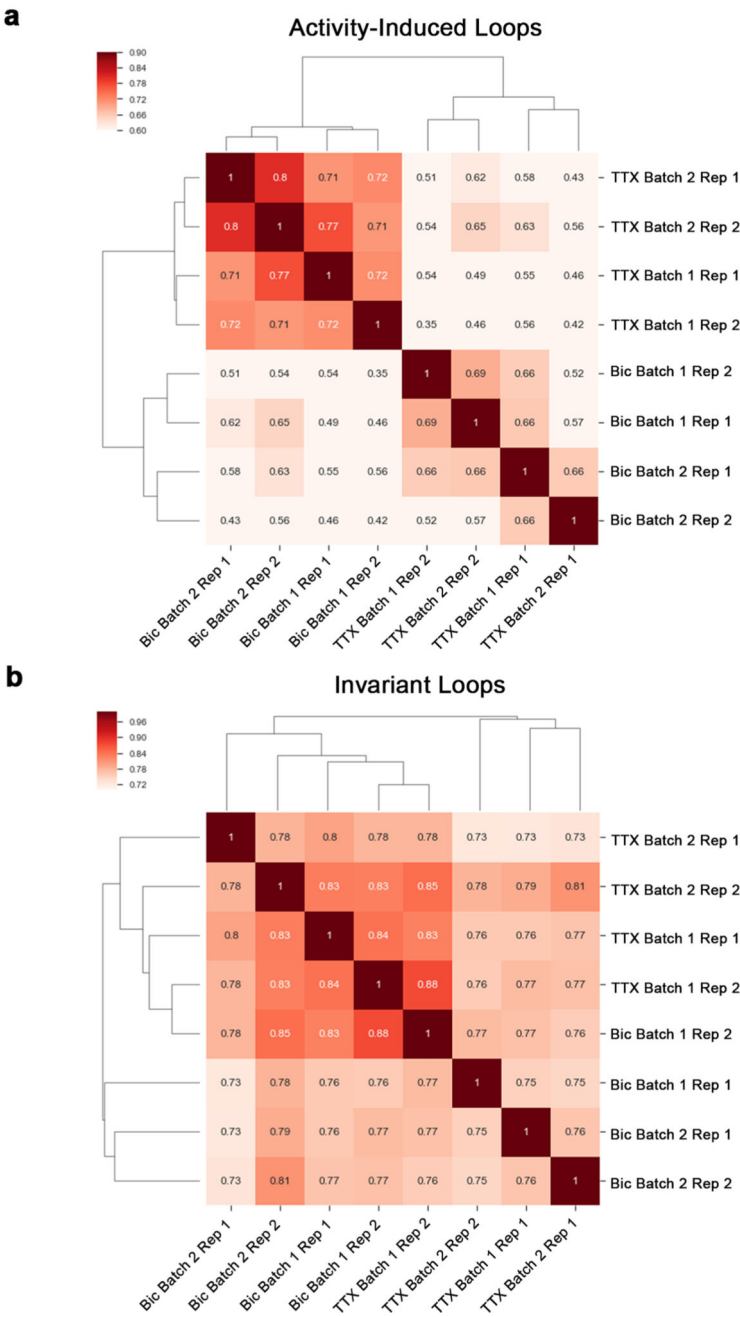 a
Activity-Induced Loops
0.90
0.84
0.78
0.72
0.66
0.60
1 0.8 0.71 0.72 0.51 0.62 0.58 0.43 TTX Batch 2 Rep 1
0.8 1 0.77 0.71 0.54 0.65 0.63 0.56 TTX Batch 2 Rep 2
0.71 0.77 1 0.72 0.54 0.49 0.55 0.46 TTX Batch 1 Rep 1
0.72 0.71 0.72 1 0.35 0.46 0.56 0.42 TTX Batch 1 Rep 2
0.51 0.54 0.54 0.35 1 0.69 0.66 0.52 Bic Batch 1 Rep 2
0.62 0.65 0.49 0.46 0.69 1 0.66 0.57 Bic Batch 1 Rep 1
0.58 0.63 0.55 0.56 0.66 0.66 1 0.66 Bic Batch 2 Rep 1
0.43 0.56 0.46 0.42 0.52 0.57 0.66 1 Bic Batch 2 Rep 2
Bic Batch 2 Rep 1
Bic Batch 2 Rep 2
Bic Batch 1 Rep 1
Bic Batch 1 Rep 2
TTX Batch 1 Rep 2
TTX Batch 2 Rep 2
TTX Batch 1 Rep 1
TTX Batch 2 Rep 1
b
Invariant Loops
0.96
0.90
0.84
0.78
0.72
1 0.78 0.8 0.78 0.78 0.73 0.73 0.73 TTX Batch 2 Rep 1
0.78 1 0.83 0.83 0.85 0.78 0.79 0.81 TTX Batch 2 Rep 2
0.8 0.83 1 0.84 0.83 0.76 0.76 0.77 TTX Batch 1 Rep 1
0.78 0.83 0.84 1 0.88 0.76 0.77 0.77 TTX Batch 1 Rep 2
0.78 0.85 0.83 0.88 1 0.77 0.77 0.76 Bic Batch 1 Rep 2
0.73 0.78 0.76 0.76 0.77 1 0.75 0.75 Bic Batch 1 Rep 1
0.73 0.79 0.76 0.77 0.77 0.75 1 0.76 Bic Batch 2 Rep 1
0.73 0.81 0.77 0.77 0.76 0.75 0.76 1 Bic Batch 2 Rep 2
Bic Batch 2 Rep 1
Bic Batch 2 Rep 2
Bic Batch 1 Rep 1
Bic Batch 1 Rep 2
TTX Batch 1 Rep 2
TTX Batch 2 Rep 2
TTX Batch 1 Rep 1
TTX Batch 2 Rep 1